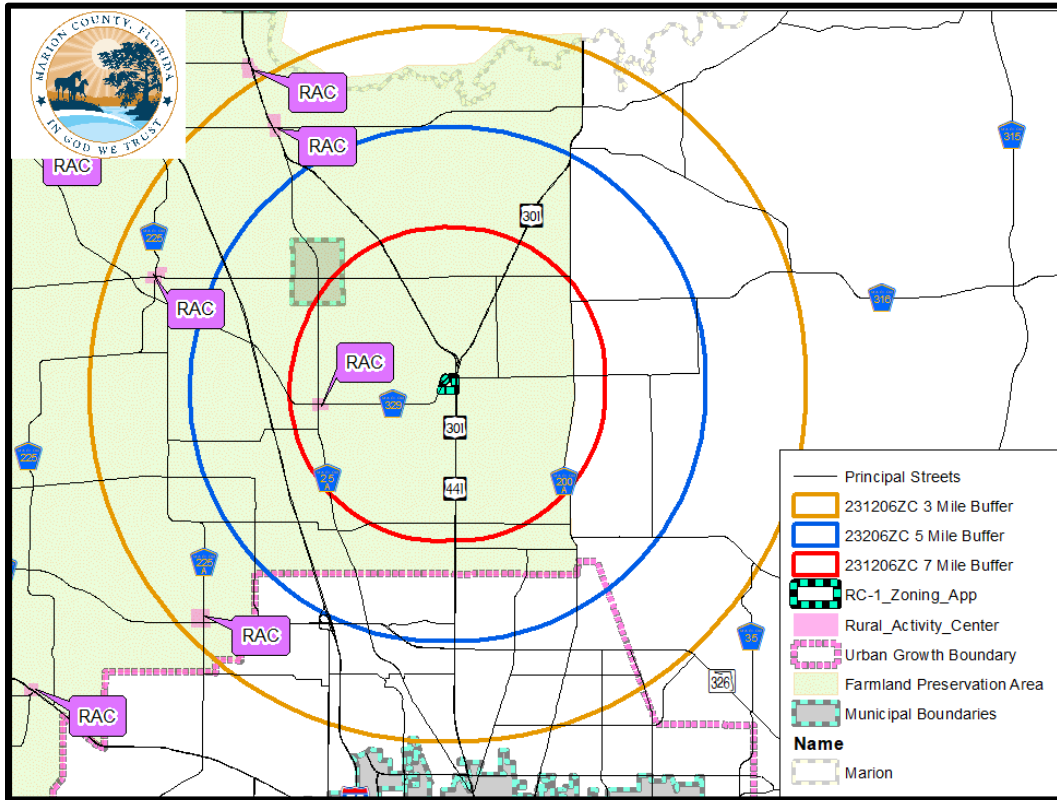 MARION COUNTY, FLORIDA
IN GOD WE TRUST
RAC
RAC
RAC
315
225
301
RAC
316
RAC
329
301
225
25
A
441
200
A
225
A
RAC
35
326
RAC
Principal Streets
231206ZC 3 Mile Buffer
23206ZC 5 Mile Buffer
231206ZC 7 Mile Buffer
RC-1_Zoning_App
Rural_Activity_Center
Urban Growth Boundary
Farmland Preservation Area
Municipal Boundaries
Name
Marion